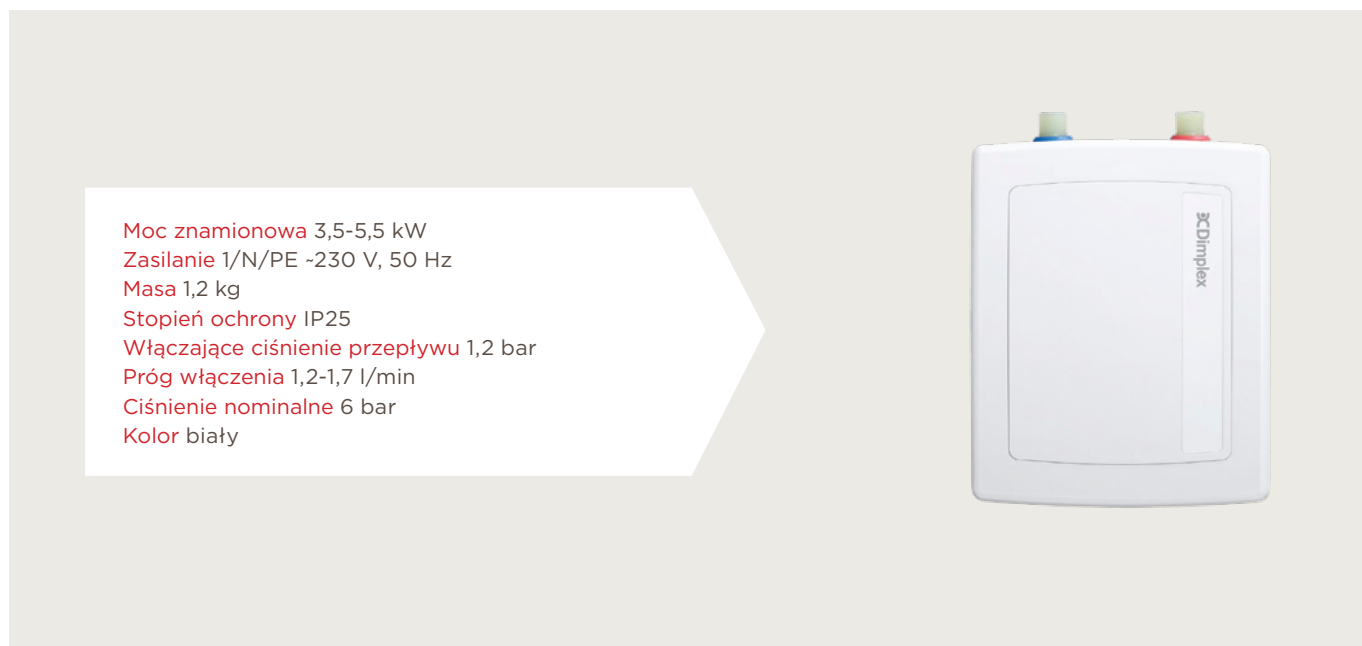 Moc znamionowa 3,5-5,5 kW
Zasilanie 1/N/PE ~230 V, 50 Hz
Masa 1,2 kg
Stopień ochrony IP25
Włączające ciśnienie przepływu 1,2 bar
Próg włączenia 1,2-1,7 l/min
Ciśnienie nominalne 6 bar
Kolor biały
Dimplex